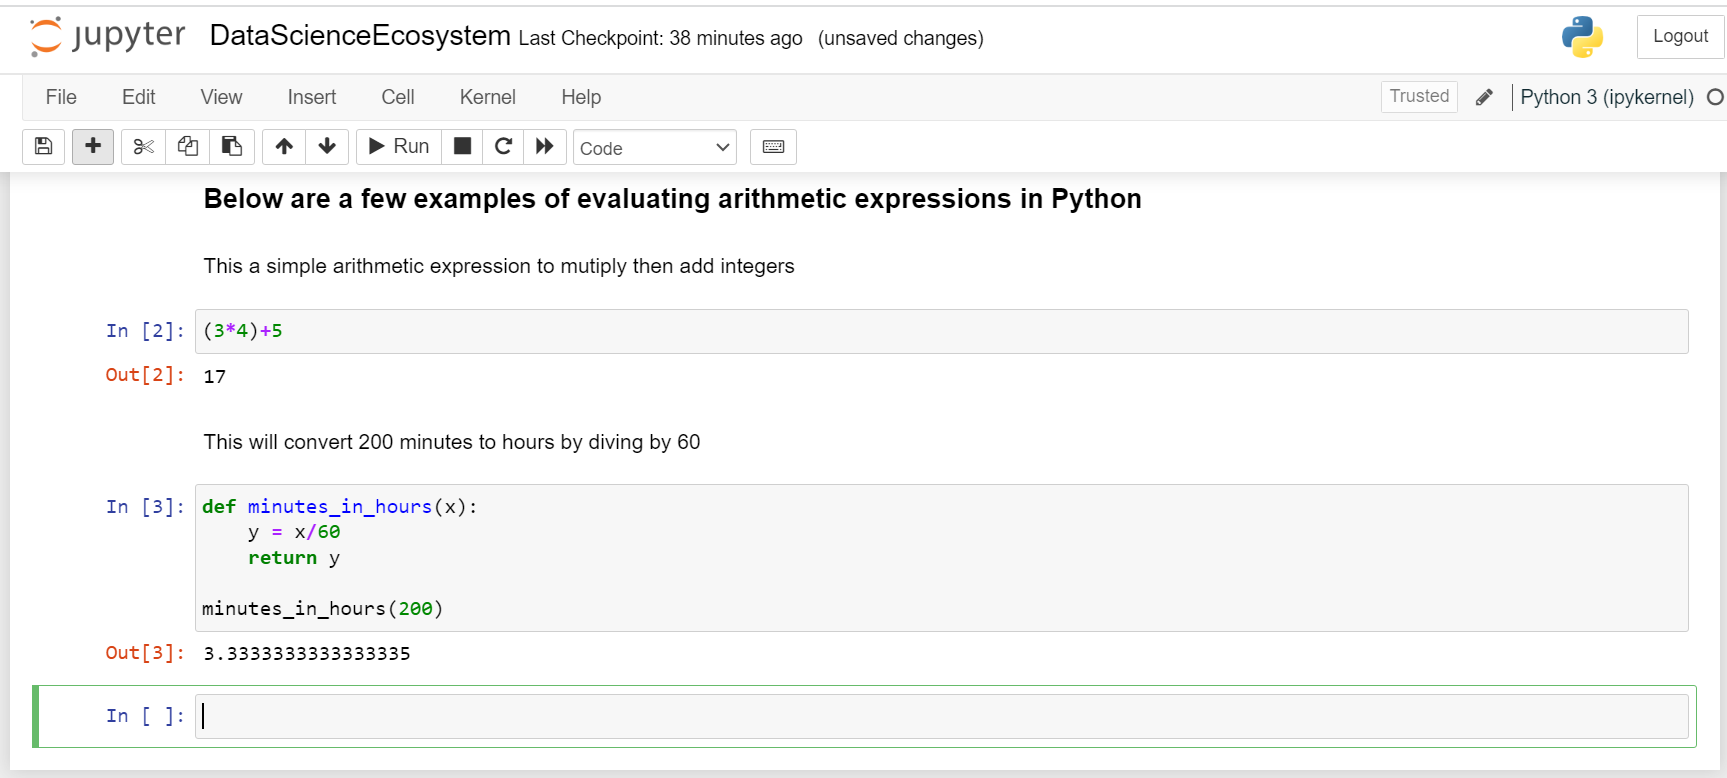 jupyter DataScienceEcosystem Last Checkpoint: 38 minutes ago (unsaved changes) Logout
File Edit View Insert Cell Kernel Help Trusted Python 3 (ipykernel)
Run Code
Below are a few examples of evaluating arithmetic expressions in Python
This a simple arithmetic expression to mutiply then add integers
In [2]: (3*4)+5
Out[2]: 17
This will convert 200 minutes to hours by diving by 60
In [3]: def minutes_in_hours(x):
    y = x/60
    return y
minutes_in_hours(200)
Out[3]: 3.3333333333333335
In [ ]: